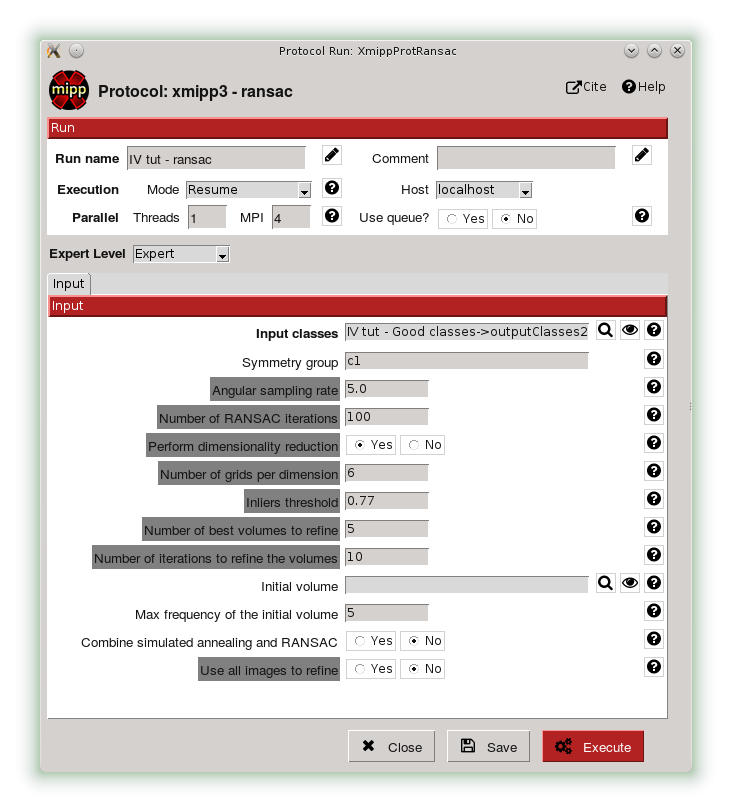 Protocol Run: XmippProtRansac
mipp Protocol: xmipp3 - ransac Cite Help
Run
Run name IV tut - ransac Comment
Execution Mode Resume Host localhost
Parallel Threads 1 MPI 4 Use queue? Yes No
Expert Level Expert
Input
Input
Input classes IV tut - Good classes->outputClasses2
Symmetry group c1
Angular sampling rate 5.0
Number of RANSAC iterations 100
Perform dimensionality reduction Yes No
Number of grids per dimension 6
Inliers threshold 0.77
Number of best volumes to refine 5
Number of iterations to refine the volumes 10
Initial volume
Max frequency of the initial volume 5
Combine simulated annealing and RANSAC Yes No
Use all images to refine Yes No
Close Save Execute